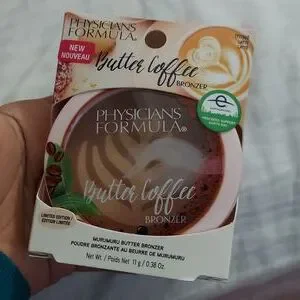 PHYSICIANS
FORMULA®
NEW
NOUVEAU
Butter Coffee
BRONZER
PHYSICIANS
FORMULA®
Butter Coffee
BRONZER
LIMITED EDITION /
ÉDITION LIMITÉE
MURUMURU BUTTER BRONZER
POUDRE BRONZANTE AU BEURRE DE MURUMURU
Net Wt. / Poids Net 11 g / 0.38 Oz.